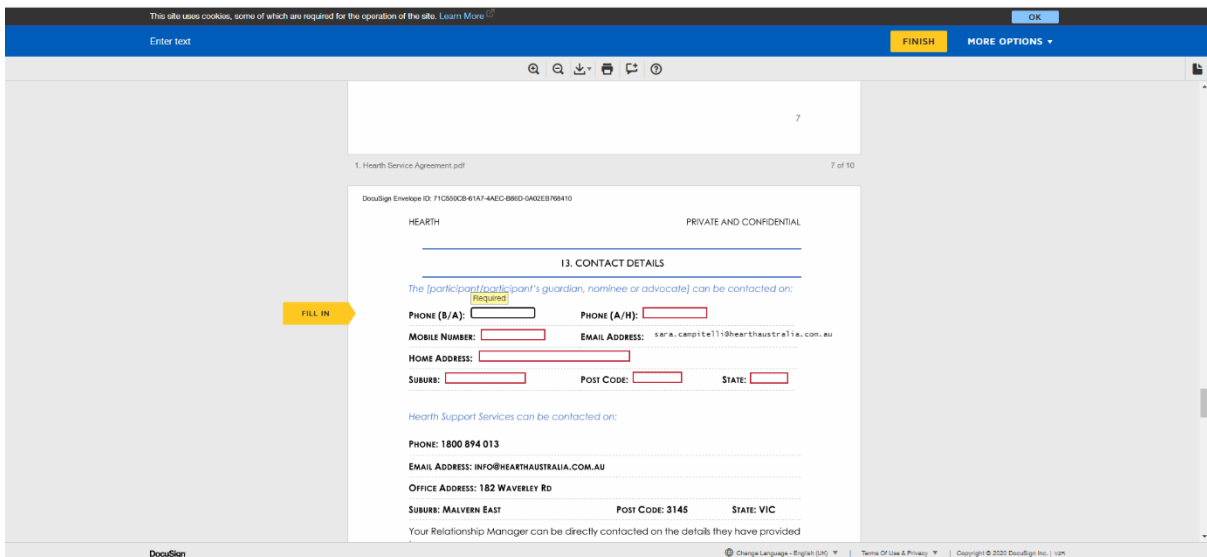 This site uses cookies, some of which are required for the operation of the site. Learn More
OK
Enter text
FINISH
MORE OPTIONS
7
1. Hearth Service Agreement.pdf
7 of 10
DocuSign Envelope ID: 71C550CB-61A7-4AEC-B86D-0A02EB768410
HEARTH
PRIVATE AND CONFIDENTIAL
13. CONTACT DETAILS
The [participant/participant's guardian, nominee or advocate] can be contacted on:
Required
FILL IN
PHONE (B/A):
PHONE (A/H):
MOBILE NUMBER:
EMAIL ADDRESS: sara.campitelli@hearthaustralia.com.au
HOME ADDRESS:
SUBURB:
POST CODE:
STATE:
Hearth Support Services can be contacted on:
PHONE: 1800 894 013
EMAIL ADDRESS: INFO@HEARTHAUSTRALIA.COM.AU
OFFICE ADDRESS: 182 WAVERLEY RD
SUBURB: MALVERN EAST
POST CODE: 3145
STATE: VIC
Your Relationship Manager can be directly contacted on the details they have provided
DocuSign
Change Language - English (UK)
Terms Of Use & Privacy
Copyright © 2020 DocuSign Inc. | V2R